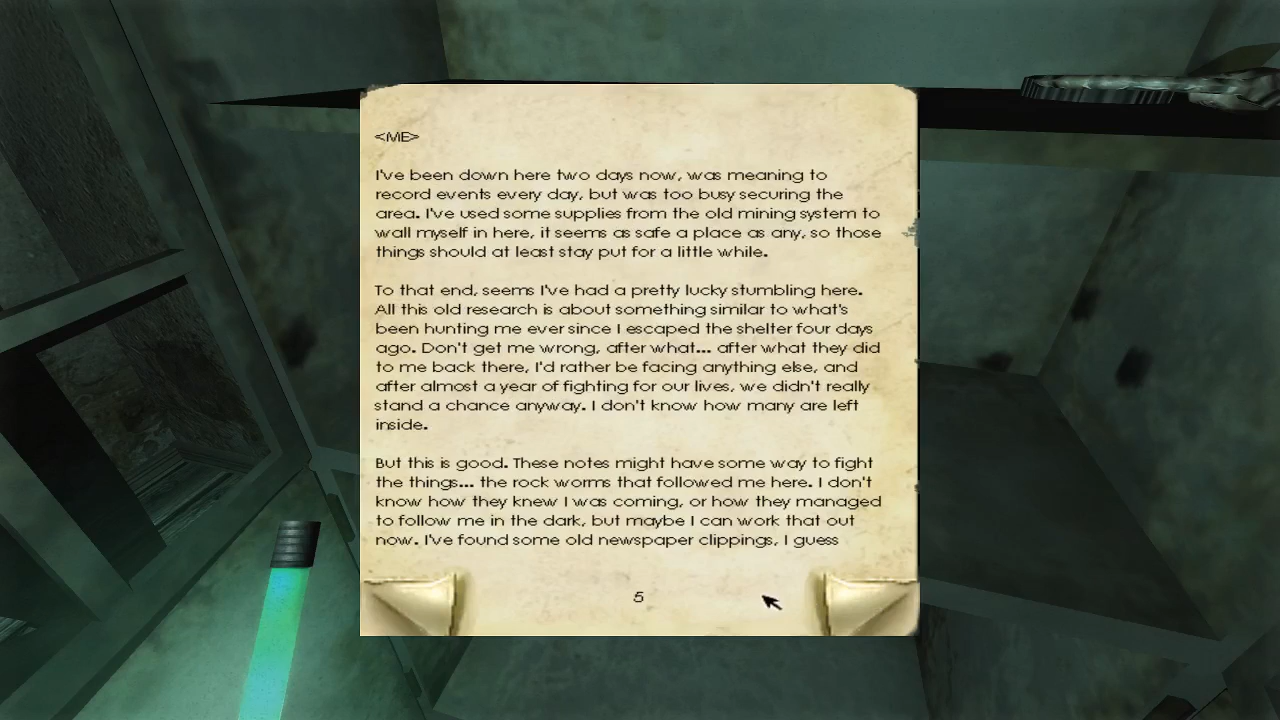 <ME>
I've been down here two days now, was meaning to
record events every day, but was too busy securing the
area. I've used some supplies from the old mining system to
wall myself in here, it seems as safe a place as any, so those
things should at least stay put for a little while.
To that end, seems I've had a pretty lucky stumbling here.
All this old research is about something similar to what's
been hunting me ever since I escaped the shelter four days
ago. Don't get me wrong, after what... after what they did
to me back there, I'd rather be facing anything else, and
after almost a year of fighting for our lives, we didn't really
stand a chance anyway. I don't know how many are left
inside.
But this is good. These notes might have some way to fight
the things... the rock worms that followed me here. I don't
know how they knew I was coming, or how they managed
to follow me in the dark, but maybe I can work that out
now. I've found some old newspaper clippings, I guess
5